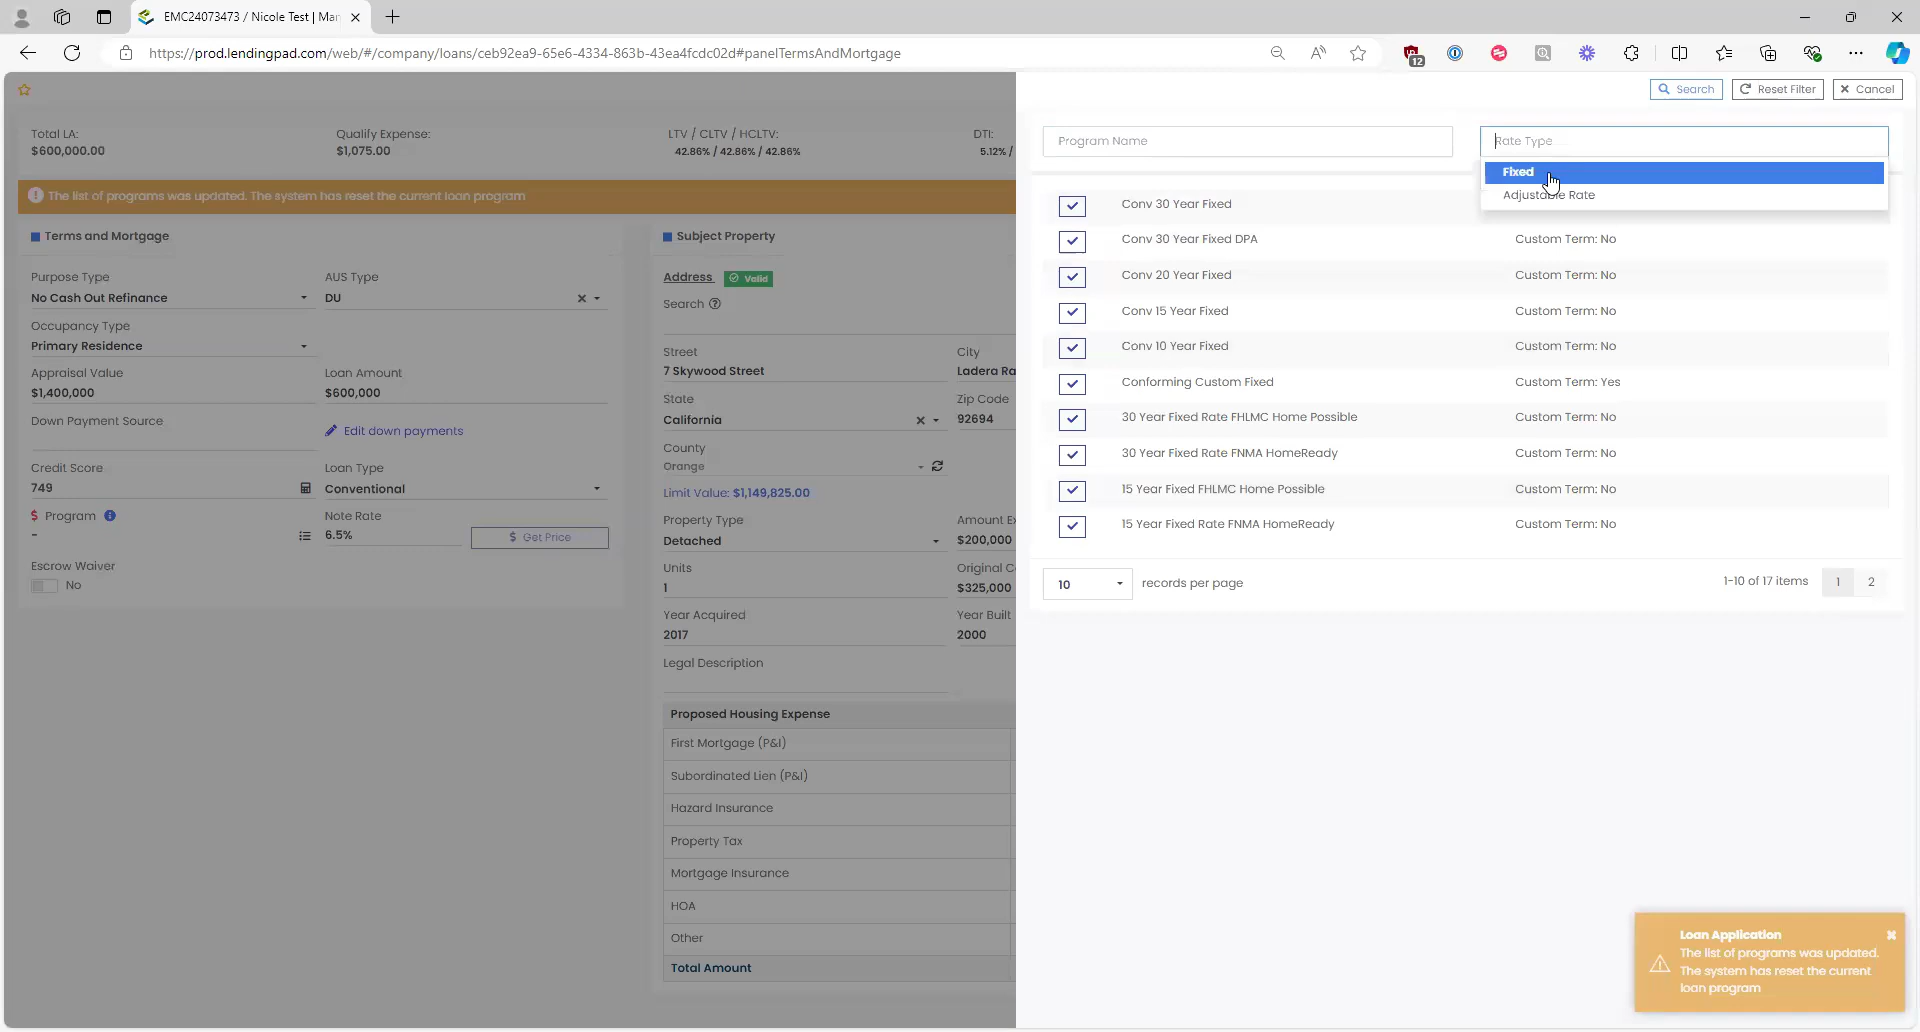 EMC24073473 / Nicole Test | Man
https://prod.lendingpad.com/web/#/company/loans/ceb92ea9-65e6-4334-863b-43ea4fcdc02d#panelTermsAndMortgage
12
Search
Reset Filter
Cancel
Total LA:
$600,000.00
Qualify Expense:
$1,075.00
LTV / CLTV / HCLTV:
42.86% / 42.86% / 42.86%
DTI:
5.12% /
The list of programs was updated. The system has reset the current loan program
Terms and Mortgage
Purpose Type
No Cash Out Refinance
AUS Type
DU
Occupancy Type
Primary Residence
Appraisal Value
$1,400,000
Loan Amount
$600,000
Down Payment Source
Edit down payments
Credit Score
749
Loan Type
Conventional
$ Program
-
Note Rate
6.5%
$ Get Price
Escrow Waiver
No
Subject Property
Address
Valid
Search
Street
7 Skywood Street
City
Ladera Ra
State
California
Zip Code
92694
County
Orange
Limit Value: $1,149,825.00
Property Type
Detached
Amount Ex
$200,000
Units
1
Original C
$325,000
Year Acquired
2017
Year Built
2000
Legal Description
Proposed Housing Expense
First Mortgage (P&I)
Subordinated Lien (P&I)
Hazard Insurance
Property Tax
Mortgage Insurance
HOA
Other
Total Amount
Program Name
Rate Type
Fixed
Adjustable Rate
Conv 30 Year Fixed
Conv 30 Year Fixed DPA
Custom Term: No
Conv 20 Year Fixed
Custom Term: No
Conv 15 Year Fixed
Custom Term: No
Conv 10 Year Fixed
Custom Term: No
Conforming Custom Fixed
Custom Term: Yes
30 Year Fixed Rate FHLMC Home Possible
Custom Term: No
30 Year Fixed Rate FNMA HomeReady
Custom Term: No
15 Year Fixed FHLMC Home Possible
Custom Term: No
15 Year Fixed Rate FNMA HomeReady
Custom Term: No
10
records per page
1-10 of 17 items
1
2
Loan Application
The list of programs was updated.
The system has reset the current
loan program